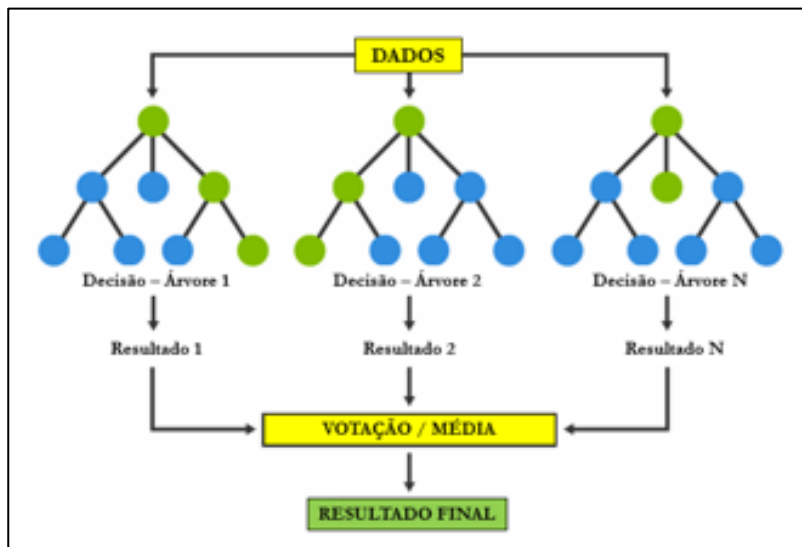 DADOS
Decisão – Árvore 1
Decisão – Árvore 2
Decisão – Árvore N
Resultado 1
Resultado 2
Resultado N
VOTAÇÃO / MÉDIA
RESULTADO FINAL